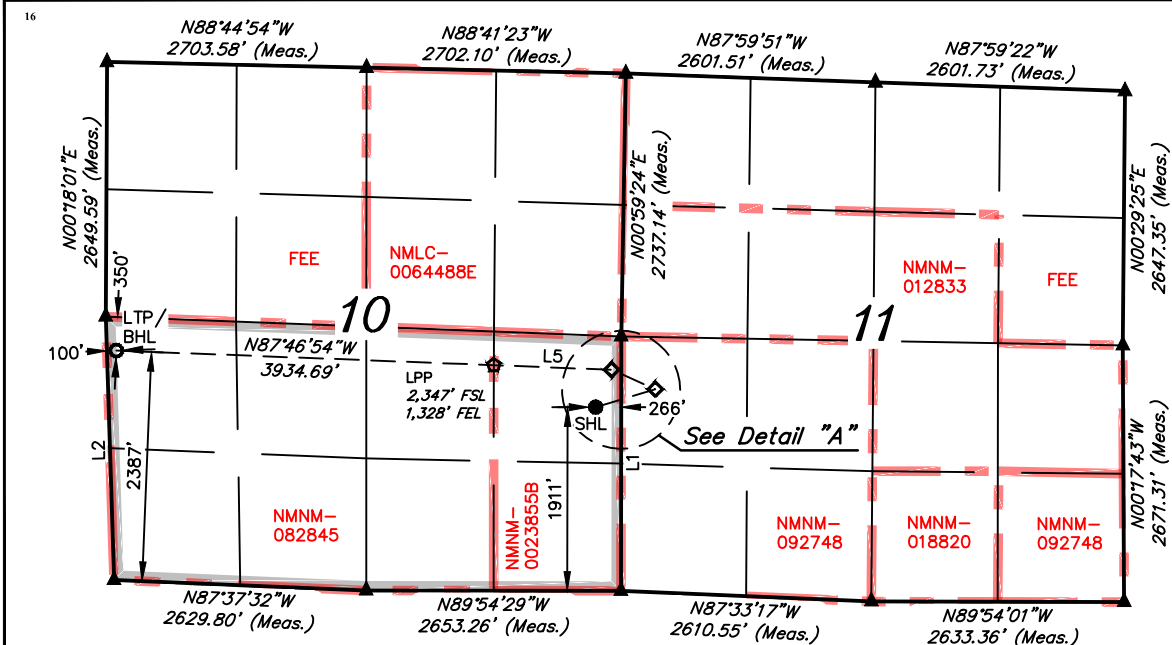 16
N88°44'54"W
2703.58' (Meas.)
N88°41'23"W
2702.10' (Meas.)
N87°59'51"W
2601.51' (Meas.)
N87°59'22"W
2601.73' (Meas.)
N00°18'01"E
2649.59' (Meas.)
N00°59'24"E
2737.14' (Meas.)
N00°29'25"E
2647.35' (Meas.)
FEE
NMLC-
0064488E
NMNM-
012833
FEE
350'
10
11
LTP/
BHL
100'
N87°46'54"W
3934.69'
L5
LPP
2,347' FSL
1,328' FEL
SHL
266'
See Detail "A"
L2
2387'
L1
1911'
N00°17'43"W
2671.31' (Meas.)
NMNM-
082845
NMNM-
0023855B
NMNM-
092748
NMNM-
018820
NMNM-
092748
N87°37'32"W
2629.80' (Meas.)
N89°54'29"W
2653.26' (Meas.)
N87°33'17"W
2610.55' (Meas.)
N89°54'01"W
2633.36' (Meas.)